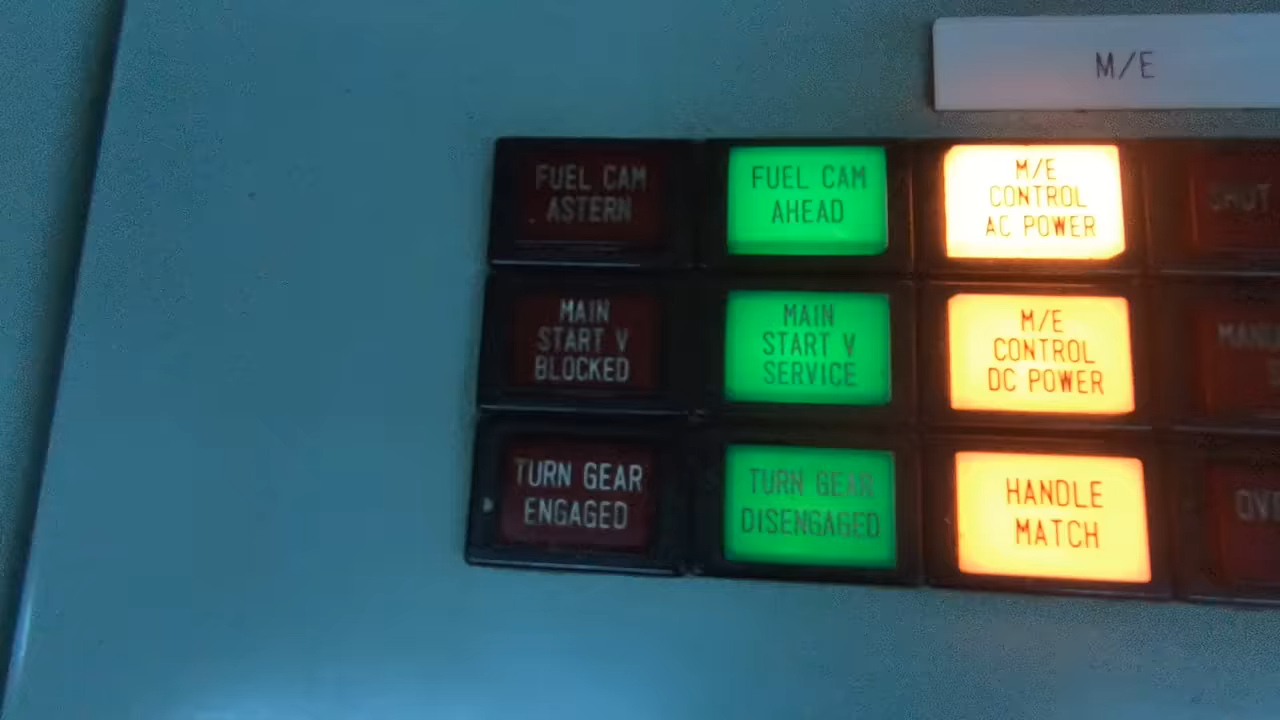 M/E
FUEL CAM
ASTERN
FUEL CAM
AHEAD
M/E
CONTROL
AC POWER
SHUT
MAIN
START V
BLOCKED
MAIN
START V
SERVICE
M/E
CONTROL
DC POWER
TURN GEAR
ENGAGED
TURN GEAR
DISENGAGED
HANDLE
MATCH